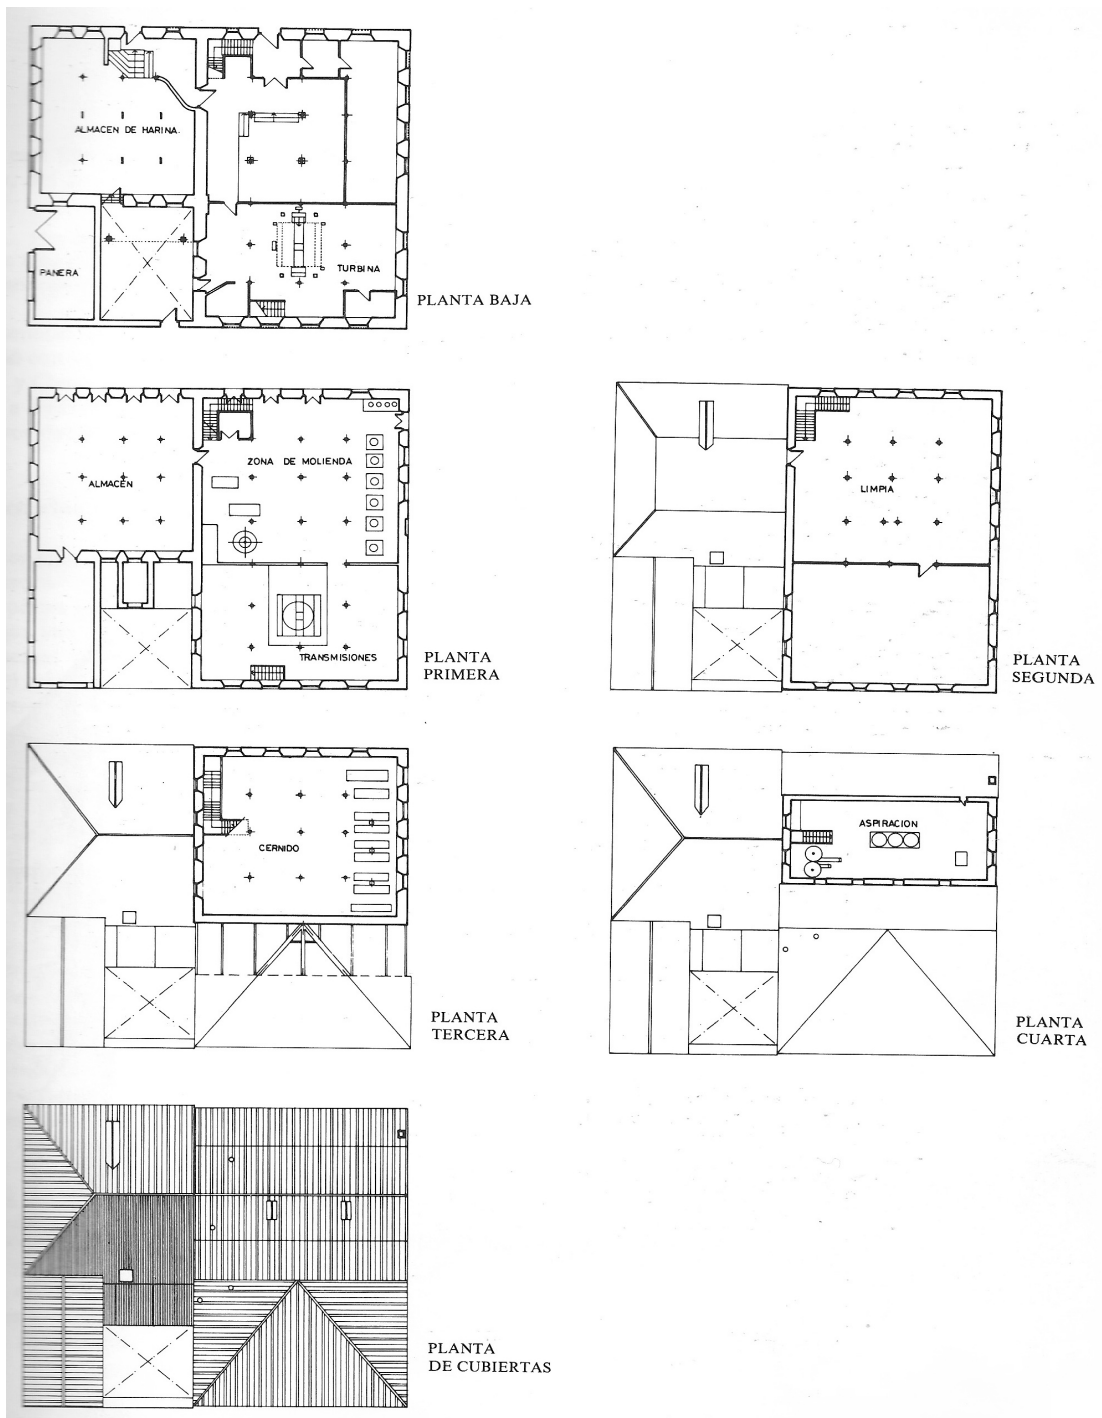 ALMACEN DE HARINA.
PANERA
TURBINA
PLANTA BAJA
ZONA DE MOLIENDA
ALMACÉN
TRANSMISIONES
PLANTA
PRIMERA
LIMPIA
PLANTA
SEGUNDA
CERNIDO
PLANTA
TERCERA
ASPIRACION
PLANTA
CUARTA
PLANTA
DE CUBIERTAS